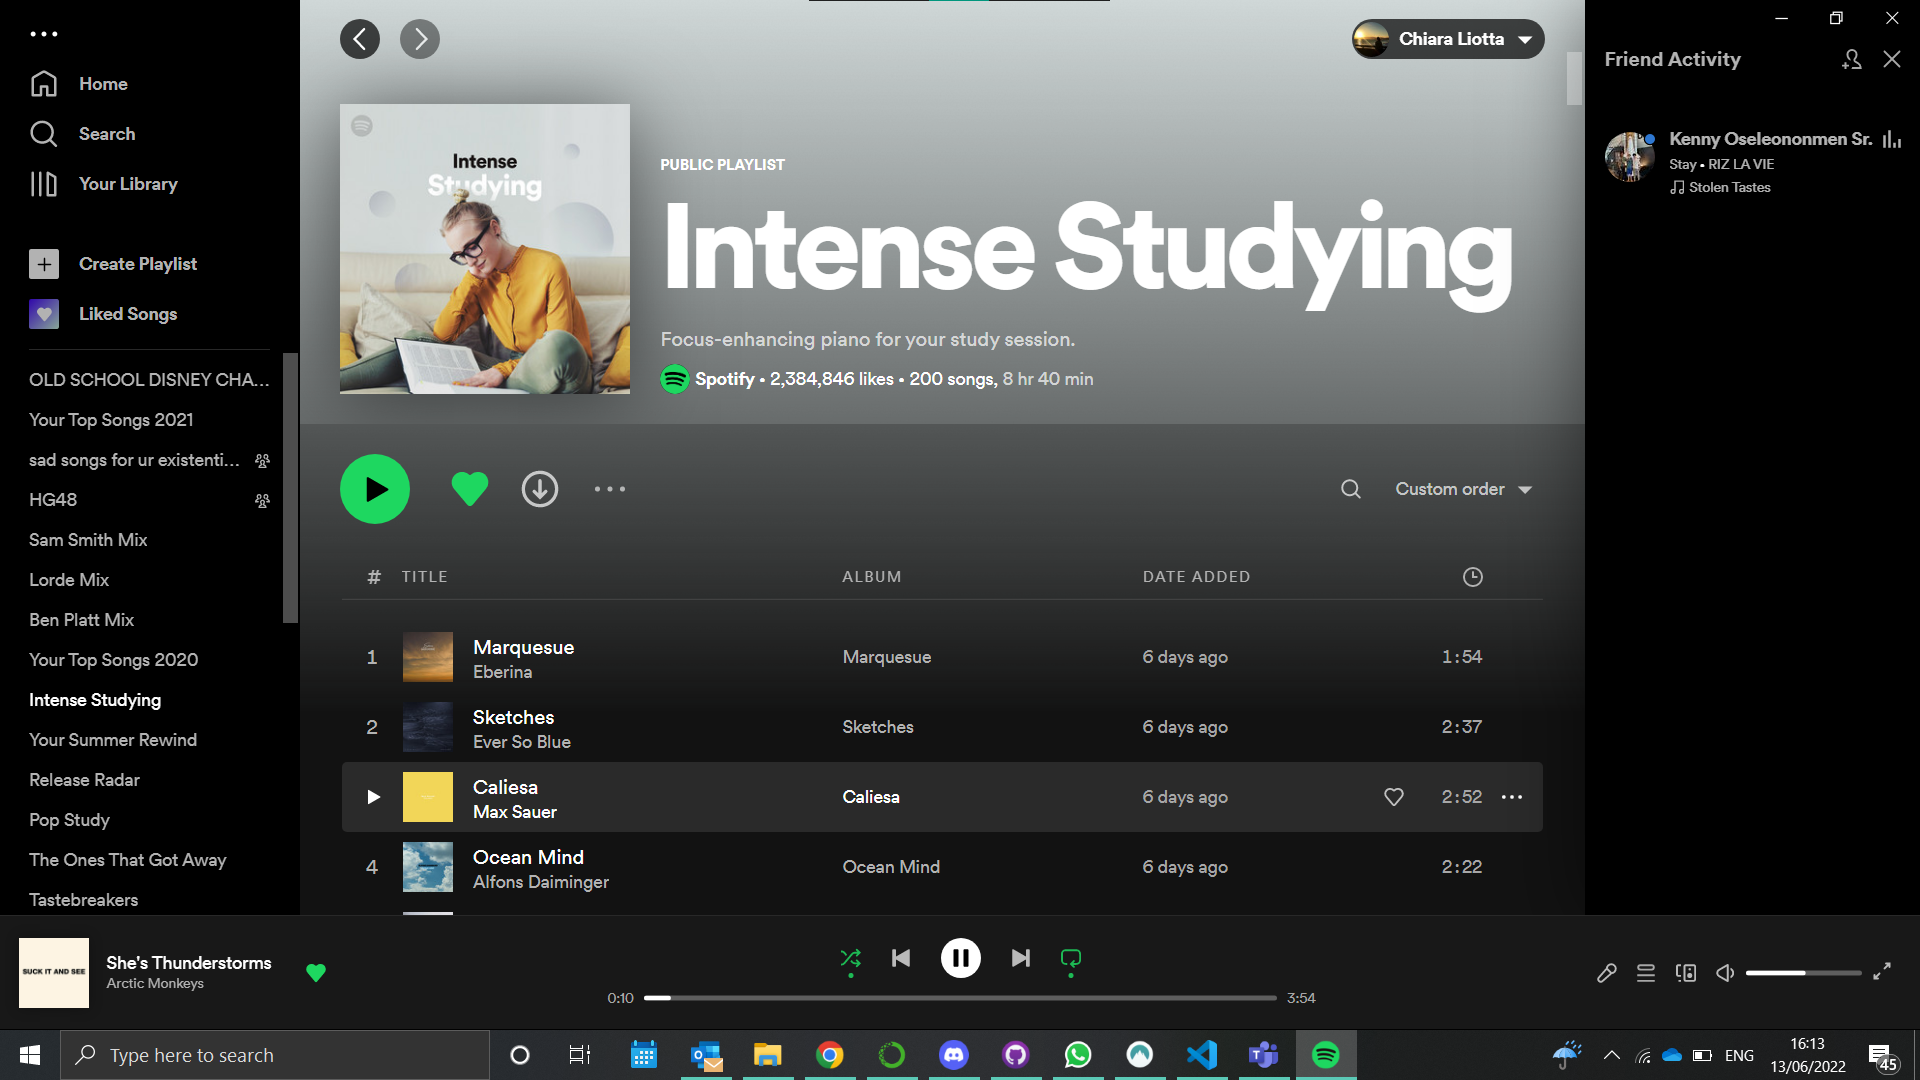 Home
Search
Your Library
Create Playlist
Liked Songs
OLD SCHOOL DISNEY CHA...
Your Top Songs 2021
sad songs for ur existenti...
HG48
Sam Smith Mix
Lorde Mix
Ben Platt Mix
Your Top Songs 2020
Intense Studying
Your Summer Rewind
Release Radar
Pop Study
The Ones That Got Away
Tastebreakers
Chiara Liotta
Intense
Studying
PUBLIC PLAYLIST
Intense Studying
Focus-enhancing piano for your study session.
Spotify • 2,384,846 likes • 200 songs, 8 hr 40 min
Custom order
# TITLE ALBUM DATE ADDED
1 Marquesue Eberina Marquesue 6 days ago 1:54
2 Sketches Ever So Blue Sketches 6 days ago 2:37
Caliesa Max Sauer Caliesa 6 days ago 2:52
4 Ocean Mind Alfons Daiminger Ocean Mind 6 days ago 2:22
Friend Activity
Kenny Oseleononmen Sr.
Stay • RIZ LA VIE
Stolen Tastes
SUCK IT AND SEE
She's Thunderstorms
Arctic Monkeys
0:10 3:54
Type here to search
ENG
16:13
13/06/2022
45